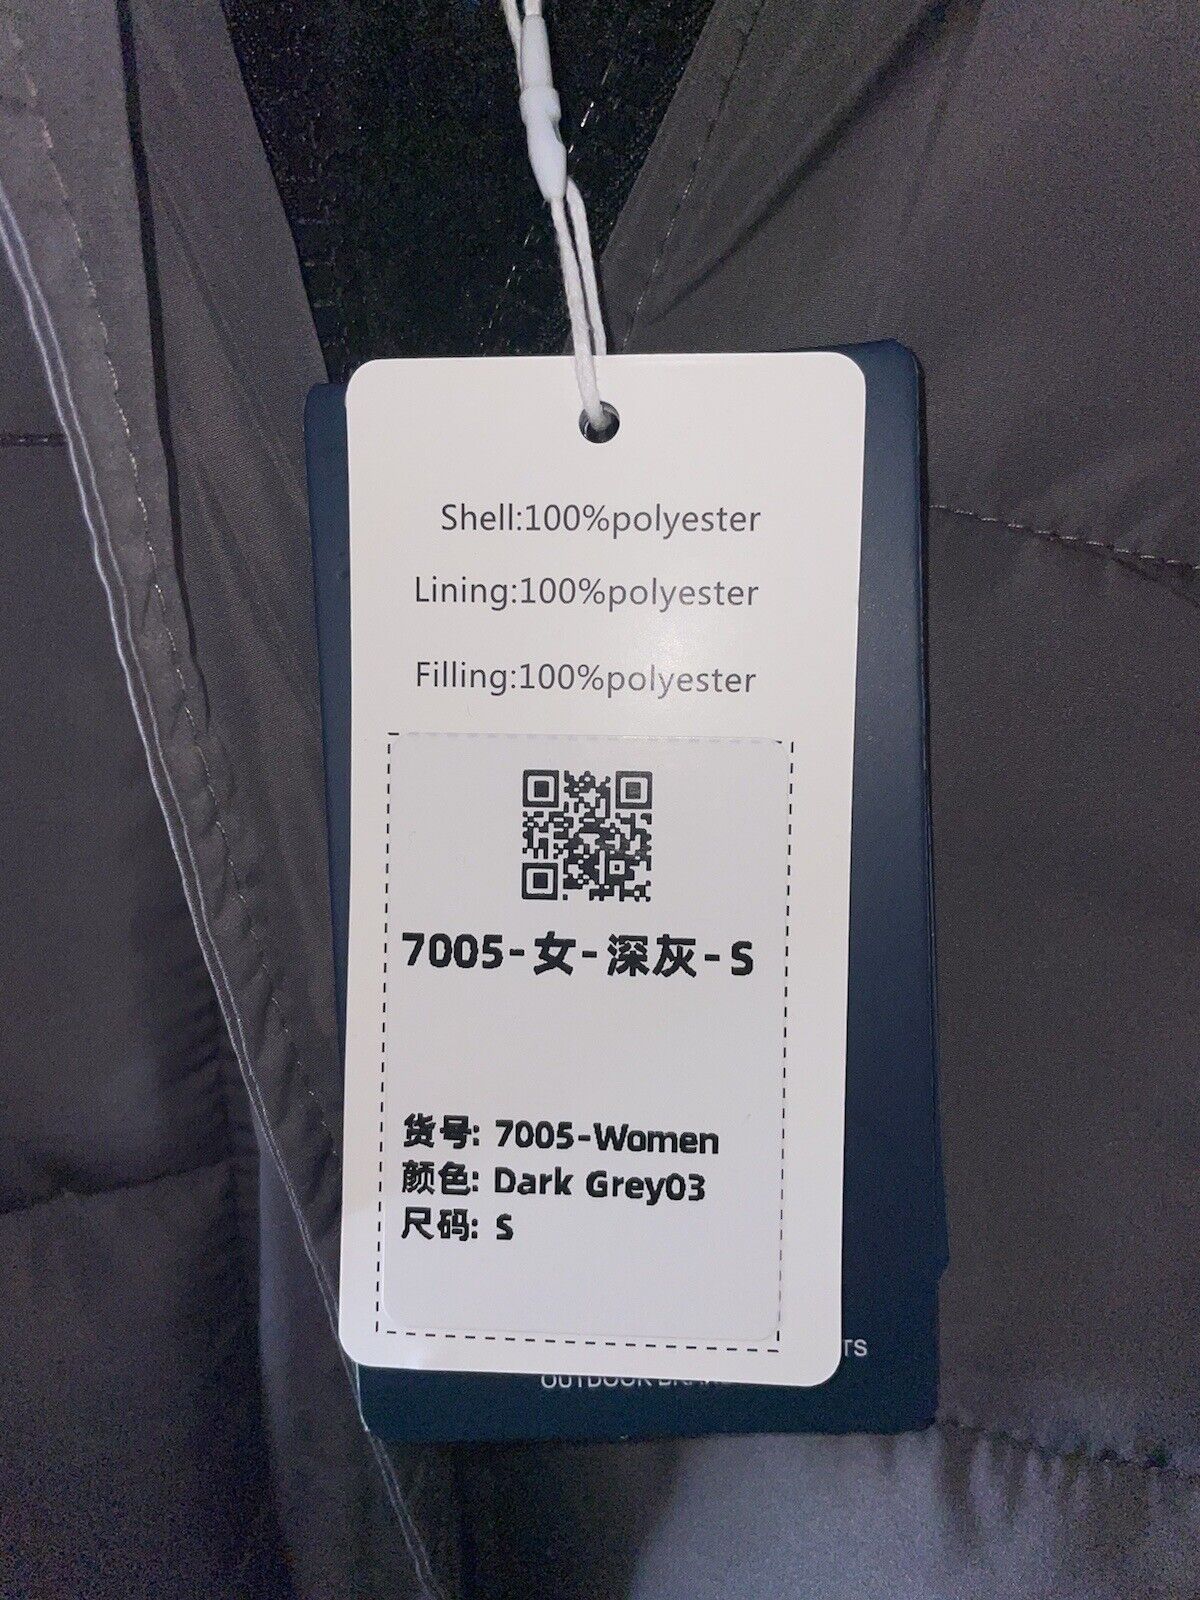 Shell:100%polyester
Lining:100%polyester
Filling:100%polyester
7005-女-深灰-S
货号: 7005-Women
颜色: Dark Grey03
尺码: S
OUTDOOR